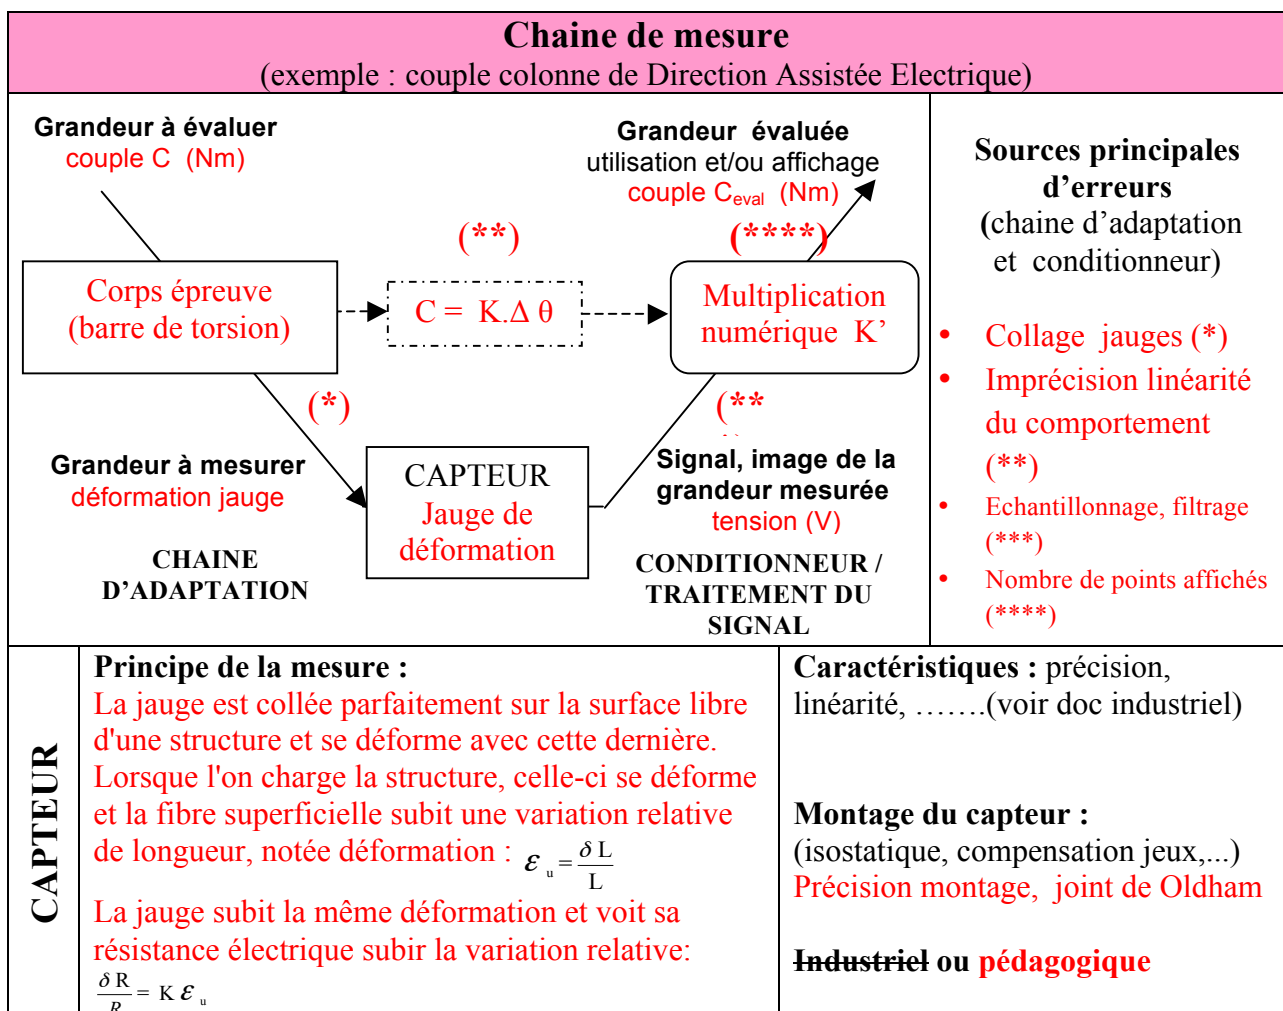 Chaine de mesure
(exemple : couple colonne de Direction Assistée Electrique)
Grandeur à évaluer
couple C (Nm)
Grandeur évaluée
utilisation et/ou affichage
couple Ceval (Nm)
(**)
(****)
Corps épreuve
(barre de torsion)
C = K.Δ θ
Multiplication
numérique K’
(*)
(**
Grandeur à mesurer
déformation jauge
CAPTEUR
Jauge de
déformation
Signal, image de la
grandeur mesurée
tension (V)
CHAINE
D’ADAPTATION
CONDITIONNEUR /
TRAITEMENT DU
SIGNAL
Sources principales
d’erreurs
(chaine d’adaptation
et conditionneur)
• Collage jauges (*)
• Imprécision linéarité
du comportement
(**)
• Echantillonnage, filtrage
(***)
• Nombre de points affichés
(****)
CAPTEUR
Principe de la mesure :
La jauge est collée parfaitement sur la surface libre
d'une structure et se déforme avec cette dernière.
Lorsque l'on charge la structure, celle-ci se déforme
et la fibre superficielle subit une variation relative
de longueur, notée déformation : ε u = δ L / L
La jauge subit la même déformation et voit sa
résistance électrique subir la variation relative:
δ R / R = K ε u
Caractéristiques : précision,
linéarité, …….(voir doc industriel)
Montage du capteur :
(isostatique, compensation jeux,...)
Précision montage, joint de Oldham
Industriel ou pédagogique